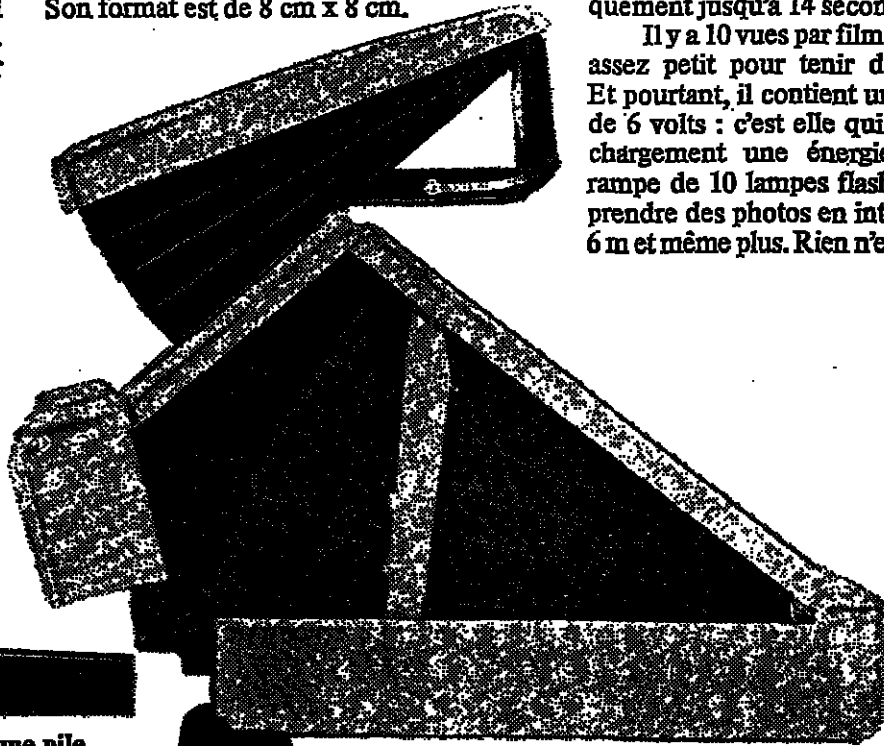 Son format est de 8 cm x 8 cm.
quement jusqu'à 14 secon
Il y a 10 vues par film
assez petit pour tenir d
Et pourtant, il contient un
de 6 volts : c'est elle qui
chargement une énergie
rampe de 10 lampes flash
prendre des photos en int
6 m et même plus. Rien n'e
une pile